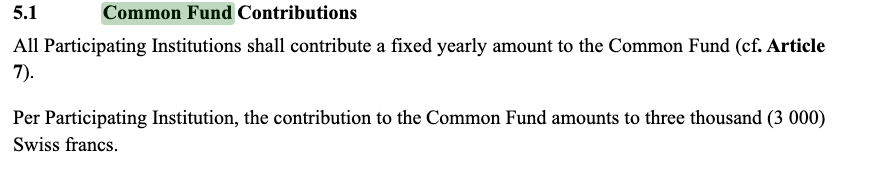 5.1 Common Fund Contributions
All Participating Institutions shall contribute a fixed yearly amount to the Common Fund (cf. Article
7).
Per Participating Institution, the contribution to the Common Fund amounts to three thousand (3 000)
Swiss francs.